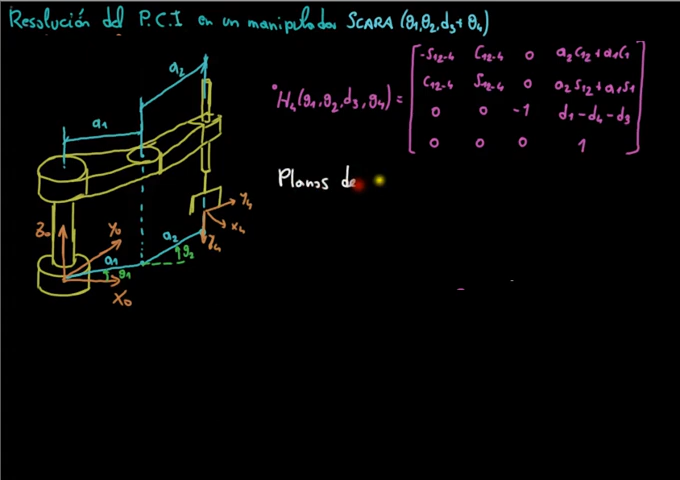 Resolución del P.C.I en un manipulador SCARA (θ1,θ2,d3 y θ4)
a2
a1
⁰H4(θ1,θ2,d3,θ4) =
-S12-4 C12-4 0 a2C12+a1C1
C12-4 S12-4 0 a2S12+a1S1
0 0 -1 d1-d4-d3
0 0 0 1
Planos de
Z0
Y0
a1
θ1
X0
a2
θ2
Y4
X4
Z4